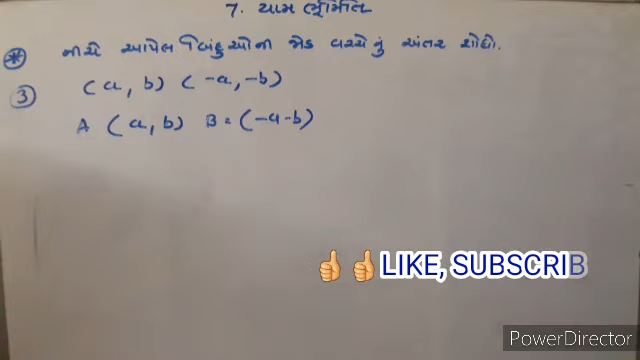 7. યામ ભૂમિતિ
* નીચે આપેલ બિંદુઓની જોડ વચ્ચેનું અંતર શોધો.
3 (a, b) (-a, -b)
A (a, b) B = (-a-b)
👍👍LIKE, SUBSCRIB
PowerDirector